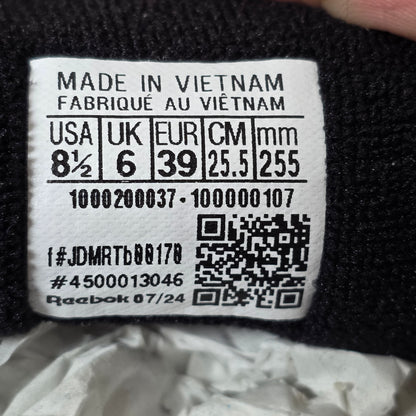 MADE IN VIETNAM
FABRIQUÉ AU VIÊTNAM
USA UK EUR CM mm
8½ 6 39 25.5 255
1000200037-100000107
f#JDMRTb00170
#4500013046
Reebok 07/24